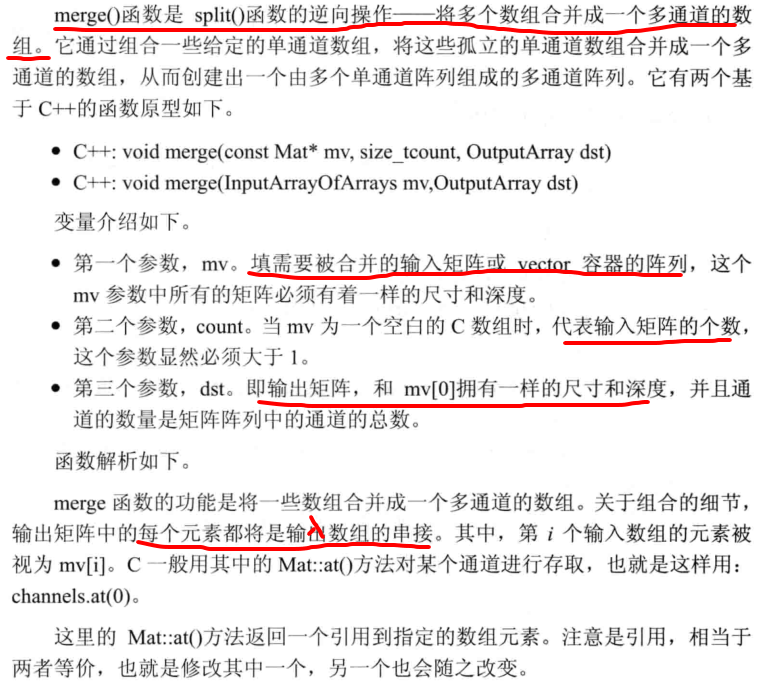 merge()函数是 split()函数的逆向操作——将多个数组合并成一个多通道的数
组。它通过组合一些给定的单通道数组，将这些孤立的单通道数组合并成一个多
通道的数组，从而创建出一个由多个单通道阵列组成的多通道阵列。它有两个基
于 C++的函数原型如下。
● C++: void merge(const Mat* mv, size_tcount, OutputArray dst)
● C++: void merge(InputArrayOfArrays mv,OutputArray dst)
变量介绍如下。
● 第一个参数，mv。填需要被合并的输入矩阵或 vector 容器的阵列，这个
mv 参数中所有的矩阵必须有着一样的尺寸和深度。
● 第二个参数，count。当 mv 为一个空白的 C 数组时，代表输入矩阵的个数，
这个参数显然必须大于 1。
● 第三个参数，dst。即输出矩阵，和 mv[0]拥有一样的尺寸和深度，并且通
道的数量是矩阵阵列中的通道的总数。
函数解析如下。
merge 函数的功能是将一些数组合并成一个多通道的数组。关于组合的细节，
输出矩阵中的每个元素都将是输入数组的串接。其中，第 i 个输入数组的元素被
视为 mv[i]。C 一般用其中的 Mat::at()方法对某个通道进行存取，也就是这样用：
channels.at(0)。
这里的 Mat::at()方法返回一个引用到指定的数组元素。注意是引用，相当于
两者等价，也就是修改其中一个，另一个也会随之改变。